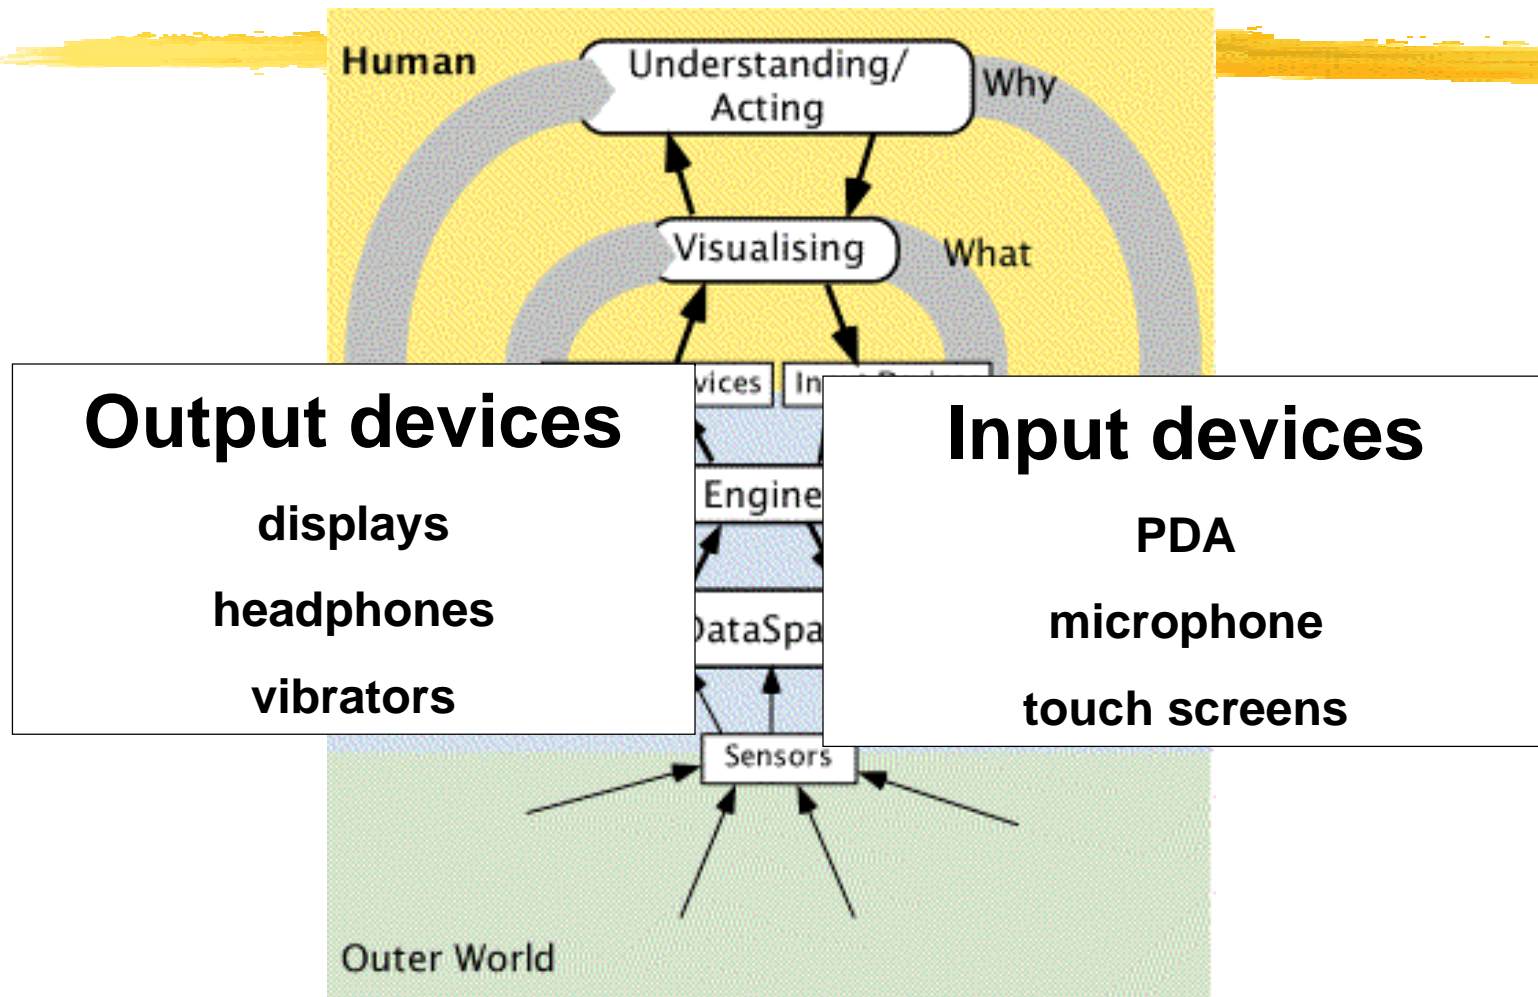 Human
Understanding/
Acting
Why
Visualising
What
Output devices
displays
headphones
vibrators
Engine
Input devices
PDA
microphone
touch screens
Sensors
Outer World